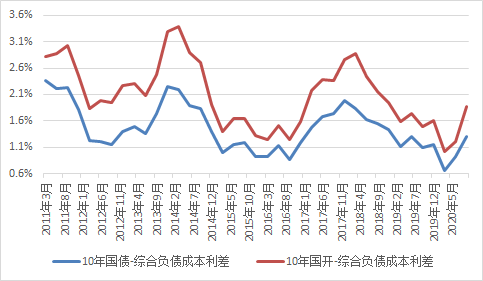 3.6%
3.1%
2.6%
2.1%
1.6%
1.1%
0.6%
2011年3月
2011年8月
2012年1月
2012年6月
2012年11月
2013年4月
2013年9月
2014年2月
2014年7月
2014年12月
2015年5月
2015年10月
2016年3月
2016年8月
2017年1月
2017年6月
2017年11月
2018年4月
2018年9月
2019年2月
2019年7月
2019年12月
2020年5月
10年国债-综合负债成本利差
10年国开-综合负债成本利差